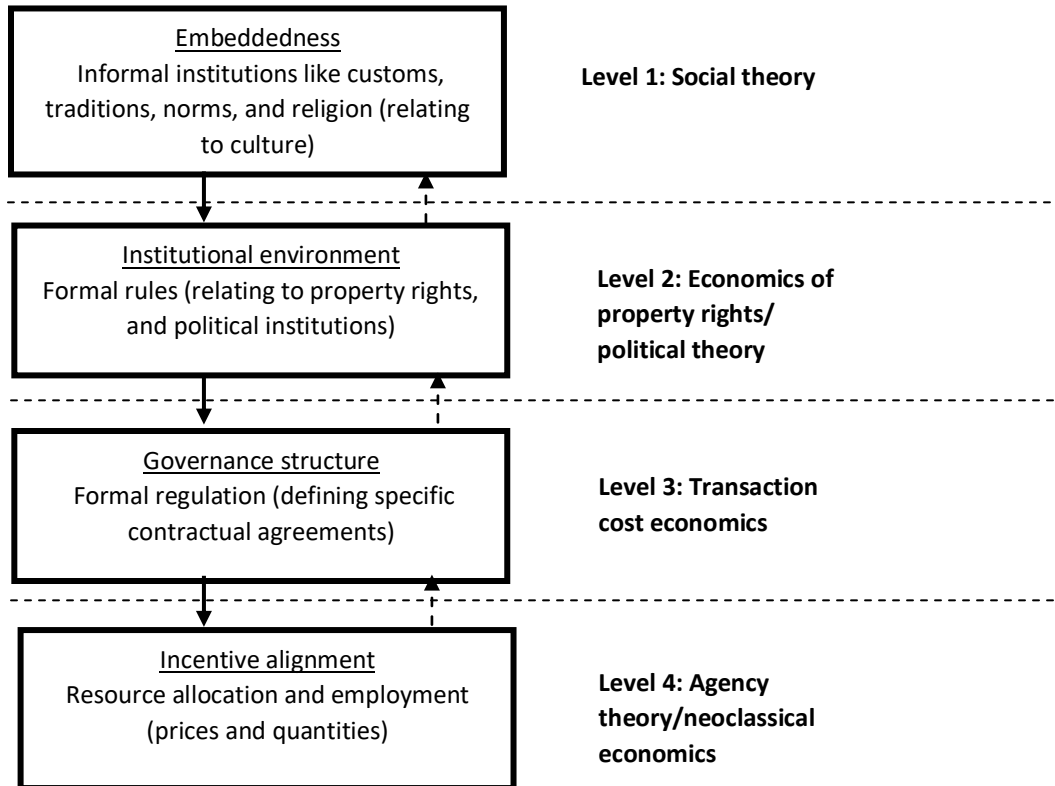 Embeddedness
Informal institutions like customs,
traditions, norms, and religion (relating
to culture)
Level 1: Social theory
Institutional environment
Formal rules (relating to property rights,
and political institutions)
Level 2: Economics of
property rights/
political theory
Governance structure
Formal regulation (defining specific
contractual agreements)
Level 3: Transaction
cost economics
Incentive alignment
Resource allocation and employment
(prices and quantities)
Level 4: Agency
theory/neoclassical
economics